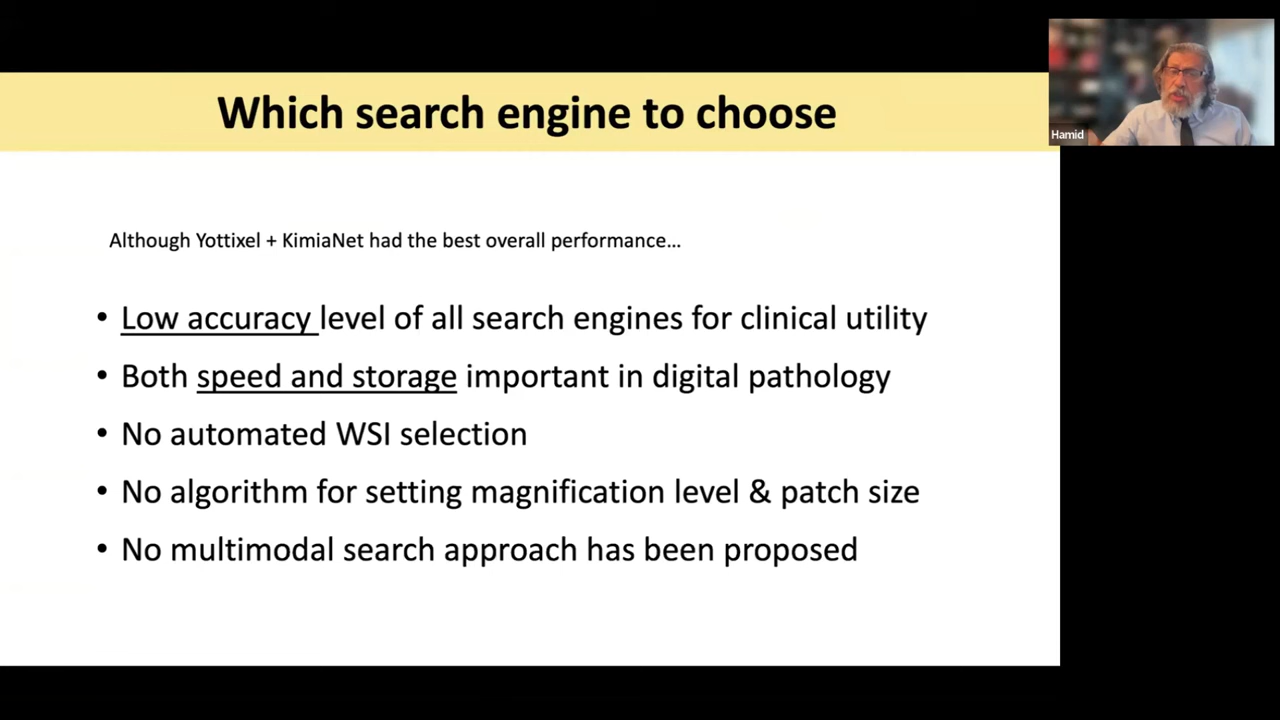 Which search engine to choose
Hamid
Although Yottixel + KimiaNet had the best overall performance...
• Low accuracy level of all search engines for clinical utility
• Both speed and storage important in digital pathology
• No automated WSI selection
• No algorithm for setting magnification level & patch size
• No multimodal search approach has been proposed